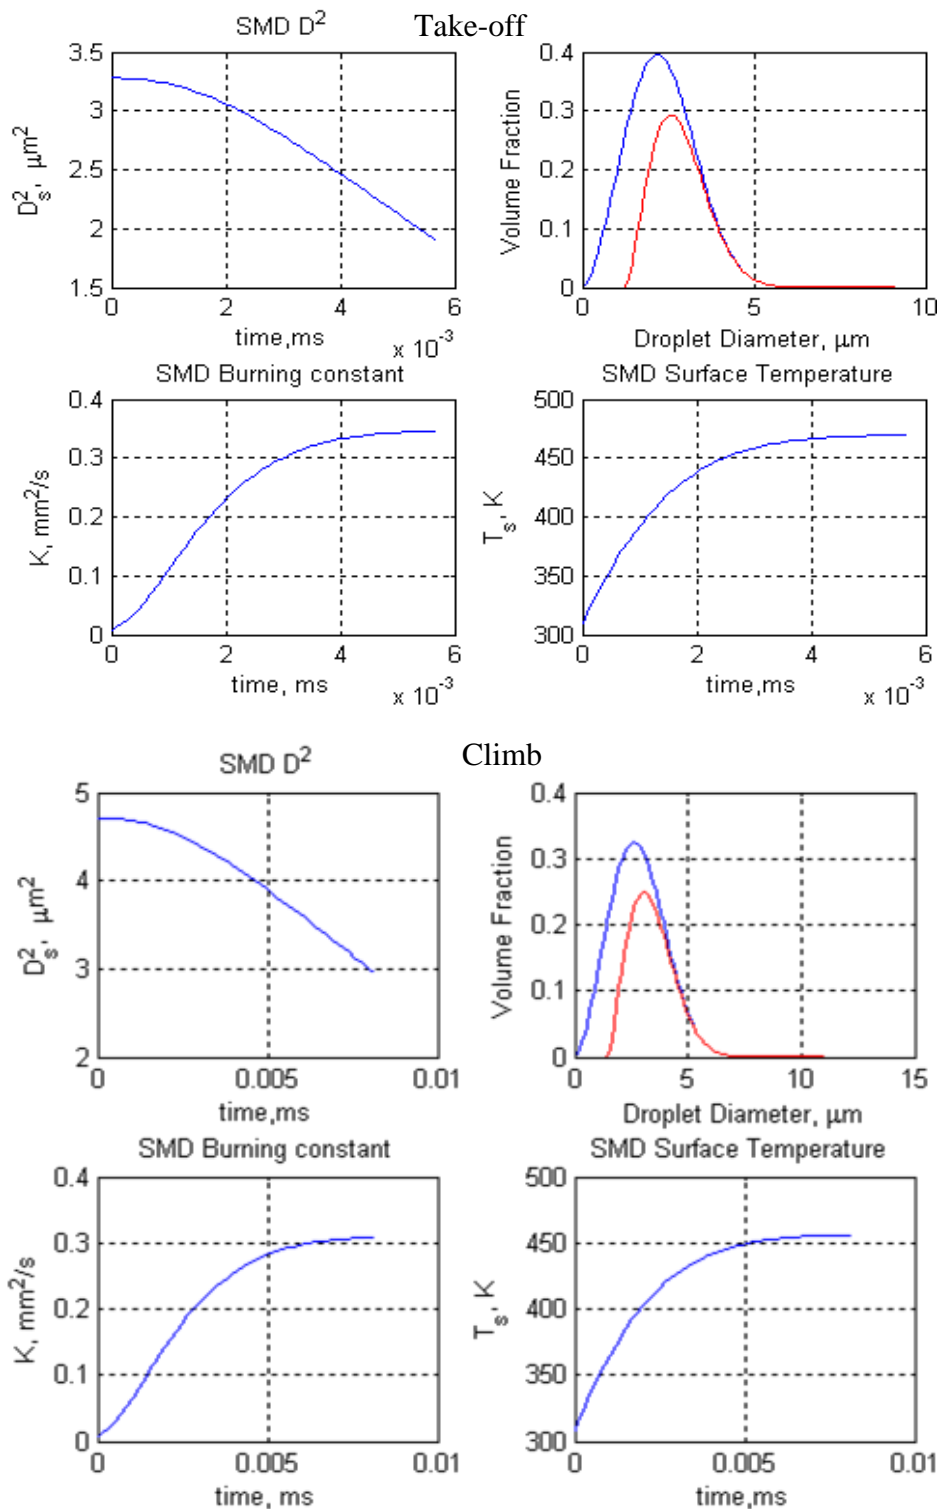 SMD D²
Take-off
3.5
3
2.5
2
1.5
D_s², μm²
0 2 4 6
time,ms
x 10⁻³
0.4
0.3
0.2
0.1
0
Volume Fraction
0 5 10
Droplet Diameter, μm
SMD Burning constant
0.4
0.3
0.2
0.1
0
K, mm²/s
0 2 4 6
time, ms
x 10⁻³
SMD Surface Temperature
500
450
400
350
300
T_s, K
0 2 4 6
time,ms
x 10⁻³
Climb
SMD D²
5
4
3
2
D_s², μm²
0 0.005 0.01
time,ms
0.4
0.3
0.2
0.1
0
Volume Fraction
0 5 10 15
Droplet Diameter, μm
SMD Burning constant
0.4
0.3
0.2
0.1
0
K, mm²/s
0 0.005 0.01
time, ms
SMD Surface Temperature
500
450
400
350
300
T_s, K
0 0.005 0.01
time,ms